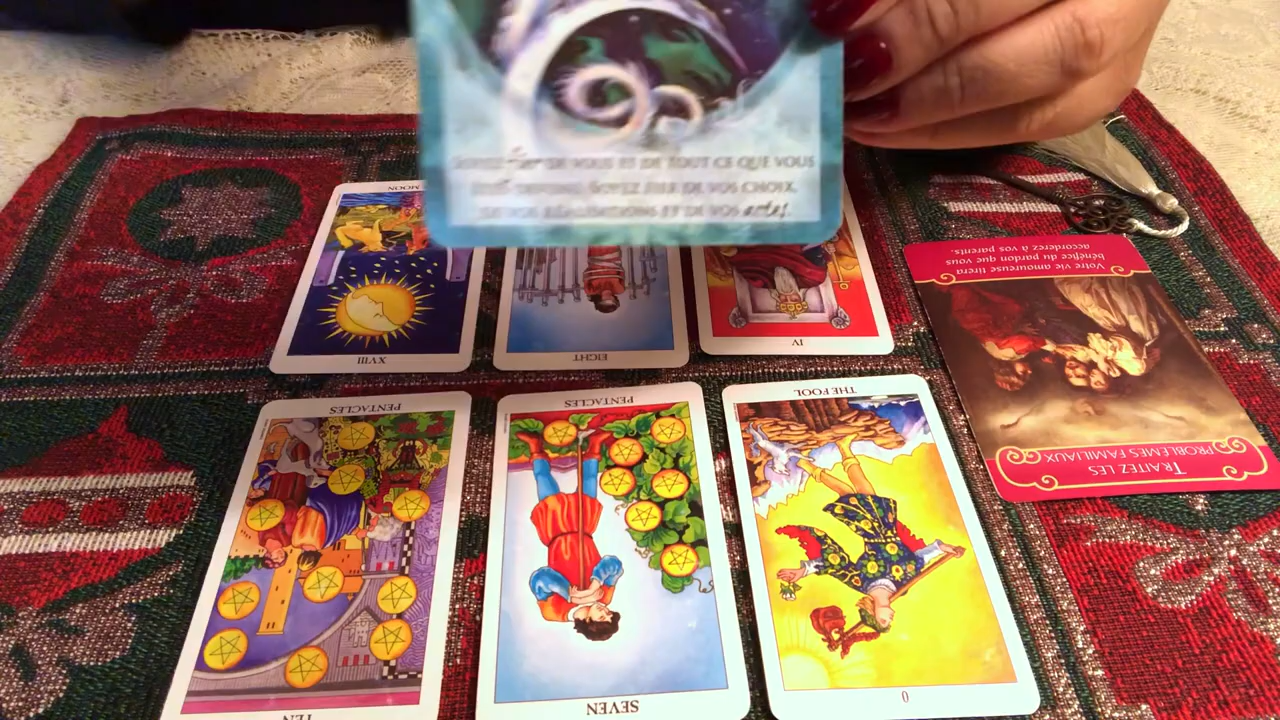 DE VOUS ET DE TOUT CE QUE VOUS
SOYEZ FIER DE VOS CHOIX,
DE VOS RÉALISATIONS ET DE VOS actes.
MOON
XVIII
EIGHT
IV
Votre vie amoureuse tirera
bénéfice du pardon que vous
accorderez à vos parents.
TRAITEZ LES
PROBLÈMES FAMILIAUX
PENTACLES
TEN
PENTACLES
SEVEN
THE FOOL
0